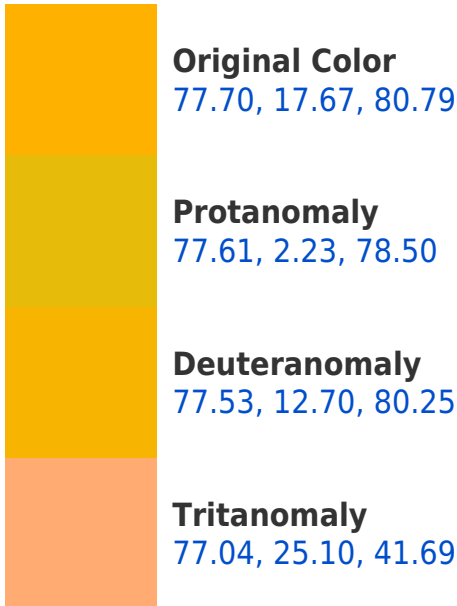 Original Color
77.70, 17.67, 80.79
Protanomaly
77.61, 2.23, 78.50
Deuteranomaly
77.53, 12.70, 80.25
Tritanomaly
77.04, 25.10, 41.69